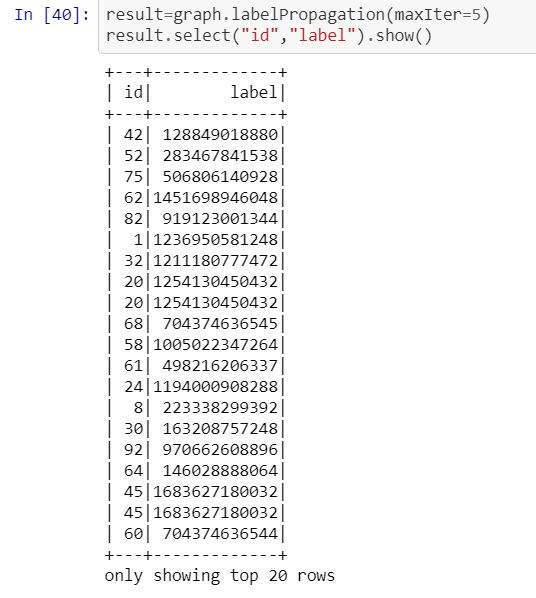 In [40]: result=graph.labelPropagation(maxIter=5)
result.select("id","label").show()
+---+-------------+
| id|        label|
+---+-------------+
| 42| 128849018880|
| 52| 283467841538|
| 75| 506806140928|
| 62|1451698946048|
| 82| 919123001344|
|  1|1236950581248|
| 32|1211180777472|
| 20|1254130450432|
| 20|1254130450432|
| 68| 704374636545|
| 58|1005022347264|
| 61| 498216206337|
| 24|1194000908288|
|  8| 223338299392|
| 30| 163208757248|
| 92| 970662608896|
| 64| 146028888064|
| 45|1683627180032|
| 45|1683627180032|
| 60| 704374636544|
+---+-------------+
only showing top 20 rows